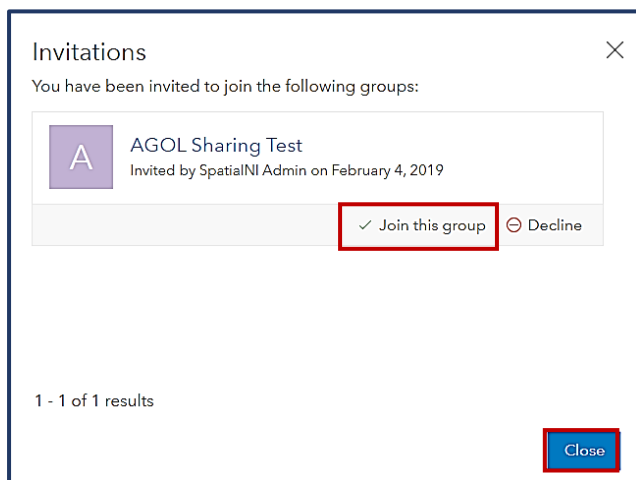 Invitations
You have been invited to join the following groups:
A
AGOL Sharing Test
Invited by SpatialNI Admin on February 4, 2019
Join this group Decline
1 - 1 of 1 results
Close